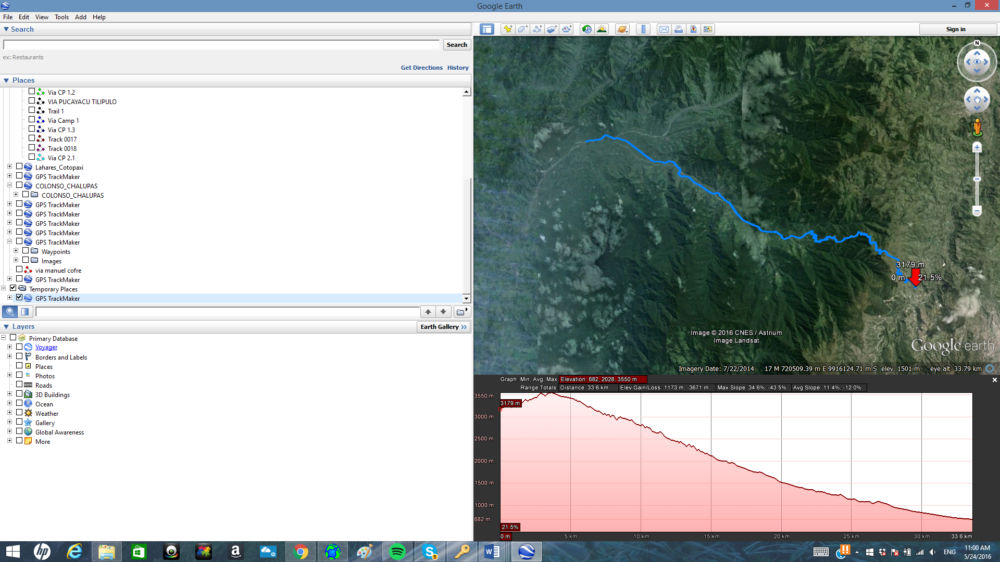 Google Earth
File Edit View Tools Add Help
Search
Search
ex: Restaurants
Get Directions History
Places
Via CP 1.2
VIA PUCAYACU TILIPULO
Trail 1
Via Camp 1
Via CP 1.3
Track 0017
Track 0018
Via CP 2.1
Lahares_Cotopaxi
GPS TrackMaker
COLONSO_CHALUPAS
COLONSO_CHALUPAS
GPS TrackMaker
GPS TrackMaker
GPS TrackMaker
GPS TrackMaker
GPS TrackMaker
Waypoints
Images
via manuel cofre
GPS TrackMaker
Temporary Places
GPS TrackMaker
Layers
Earth Gallery »
Primary Database
Voyager
Borders and Labels
Places
Photos
Roads
3D Buildings
Ocean
Weather
Gallery
Global Awareness
More
Sign in
N
3179 m
0 m 21.5%
Image © 2016 CNES / Astrium
Image Landsat
Google earth
Imagery Date: 7/22/2014 17 M 720509.39 m E 9916124.71 m S elev 1501 m eye alt 33.79 km
Graph: Min, Avg, Max Elevation: 682, 2028, 3550 m
Range Totals: Distance: 33.6 km Elev Gain/Loss: 1173 m, -3671 m Max Slope: 34.6%, -43.5% Avg Slope: 11.4%, -12.0%
3550 m
3179 m
3000 m
2500 m
2000 m
1500 m
1000 m
682 m
21.5%
0 m 5 km 10 km 15 km 20 km 25 km 30 km 33.6 km
hp
a
S 5
W
ENG
11:00 AM
5/24/2016